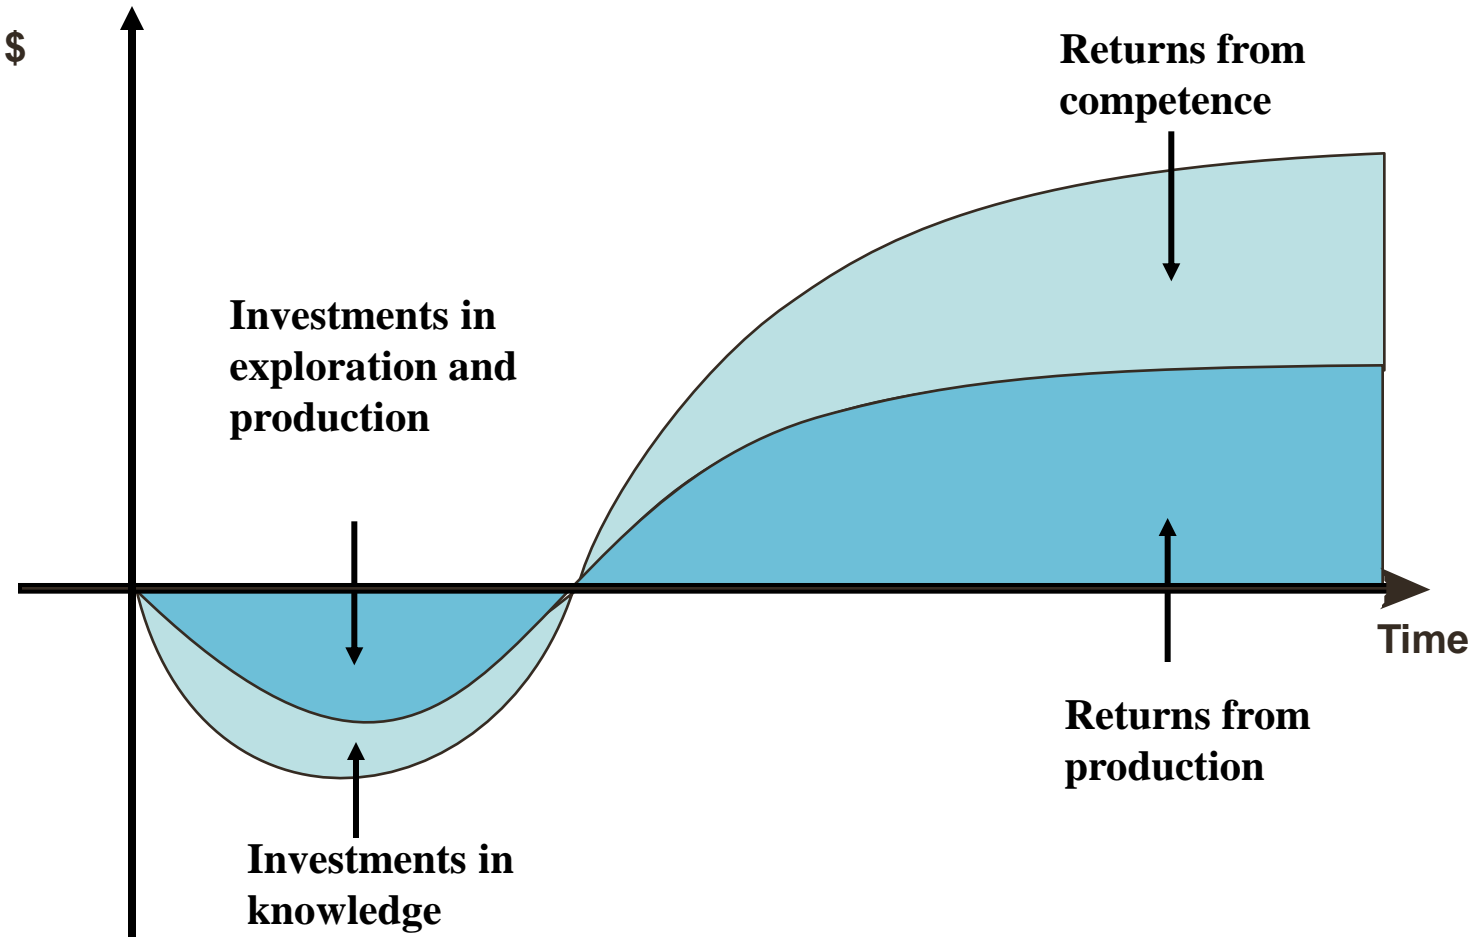 $
Returns from
competence
Investments in
exploration and
production
Time
Returns from
production
Investments in
knowledge